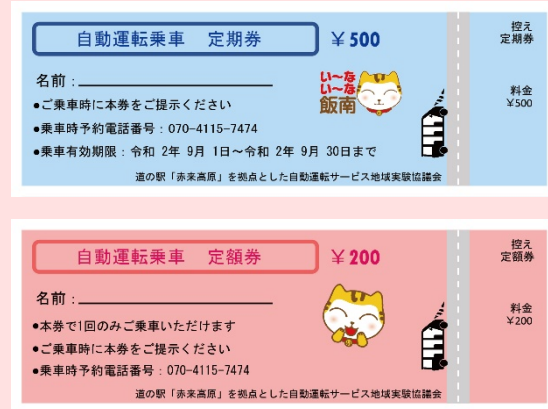 自動運転乗車 定期券
￥500
控え
定期券
名前：
い～な
い～な
飯南
料金
￥500
●ご乗車時に本券をご提示ください
●乗車時予約電話番号：070-4115-7474
●乗車有効期限：令和 2年 9月 1日～令和 2年 9月 30日まで
道の駅「赤来高原」を拠点とした自動運転サービス地域実験協議会
自動運転乗車 定額券
￥200
控え
定額券
名前：
料金
￥200
●本券で1回のみご乗車いただけます
●ご乗車時に本券をご提示ください
●乗車時予約電話番号：070-4115-7474
道の駅「赤来高原」を拠点とした自動運転サービス地域実験協議会